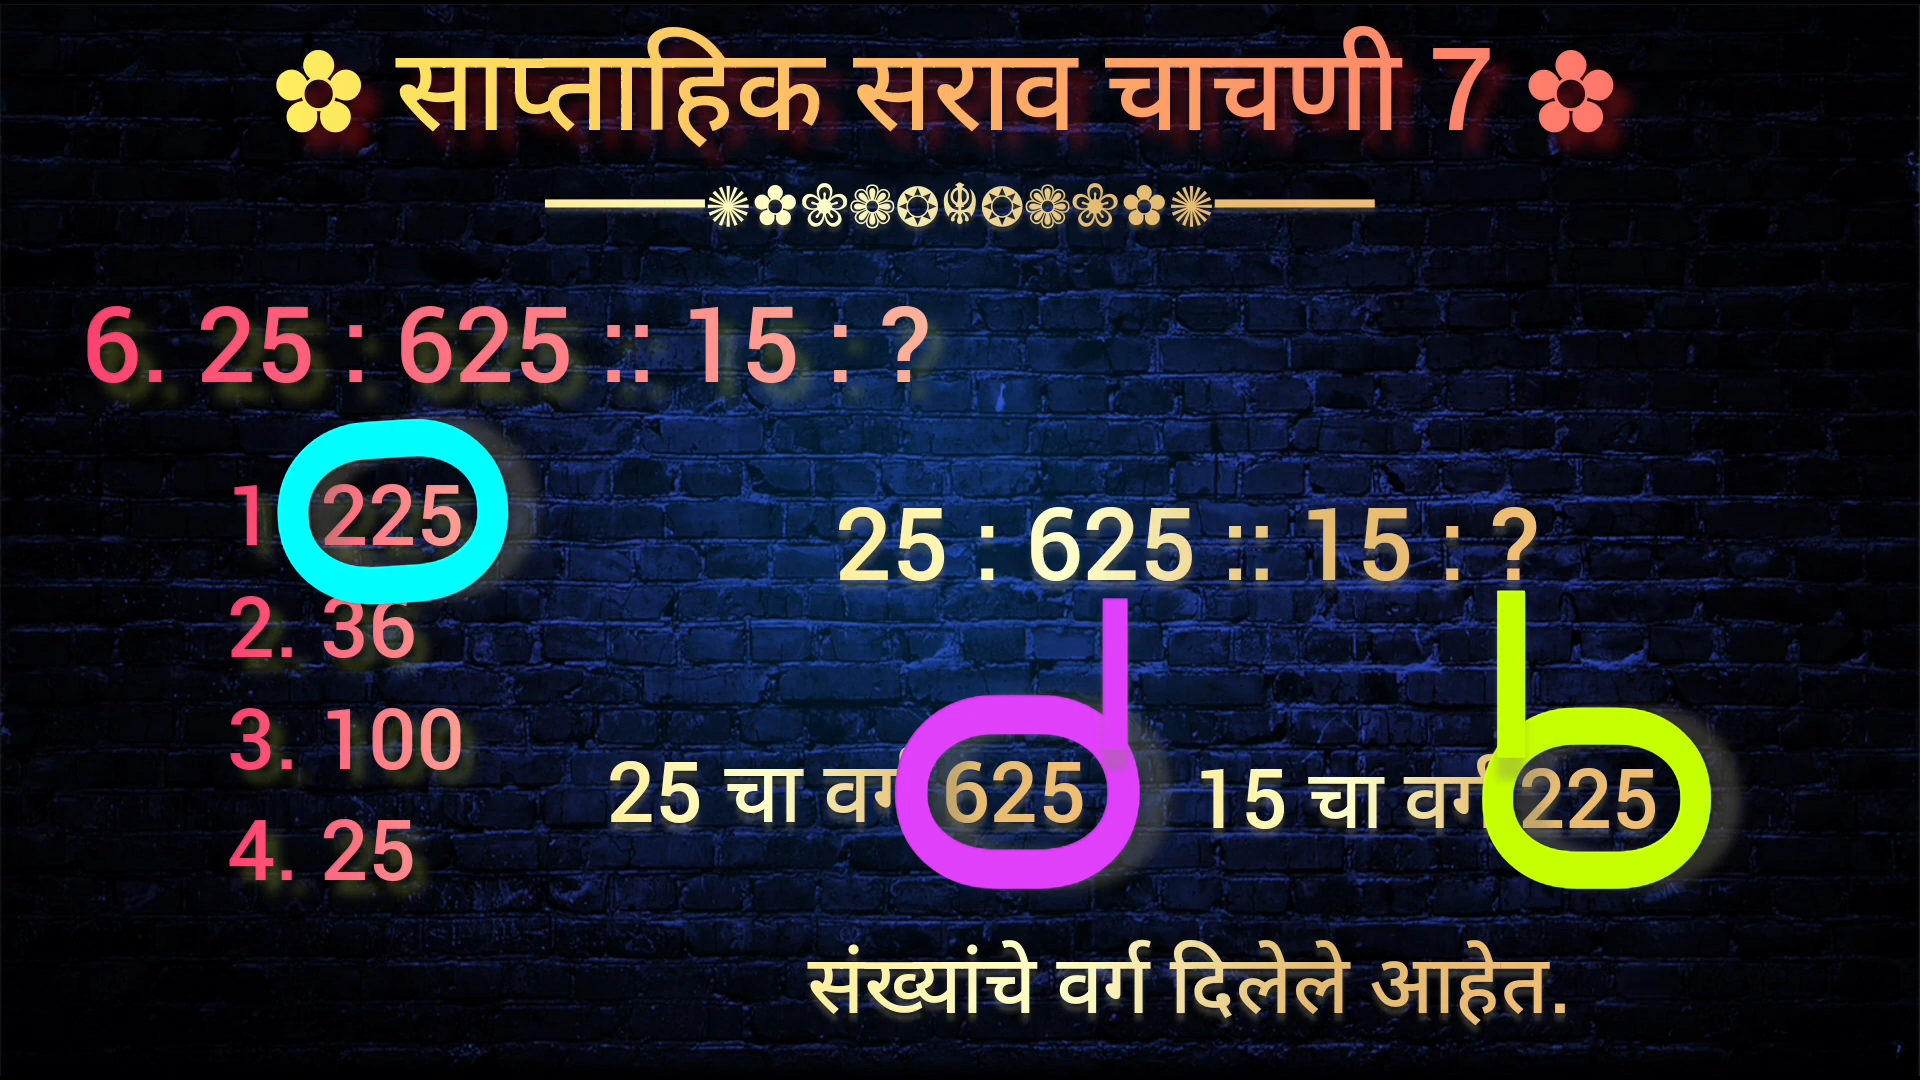 ✿ साप्ताहिक सराव चाचणी 7 ✿
6. 25 : 625 :: 15 : ?
1 225
2. 36
3. 100
4. 25
25 : 625 :: 15 : ?
25 चा वर्ग 625
15 चा वर्ग 225
संख्यांचे वर्ग दिलेले आहेत.